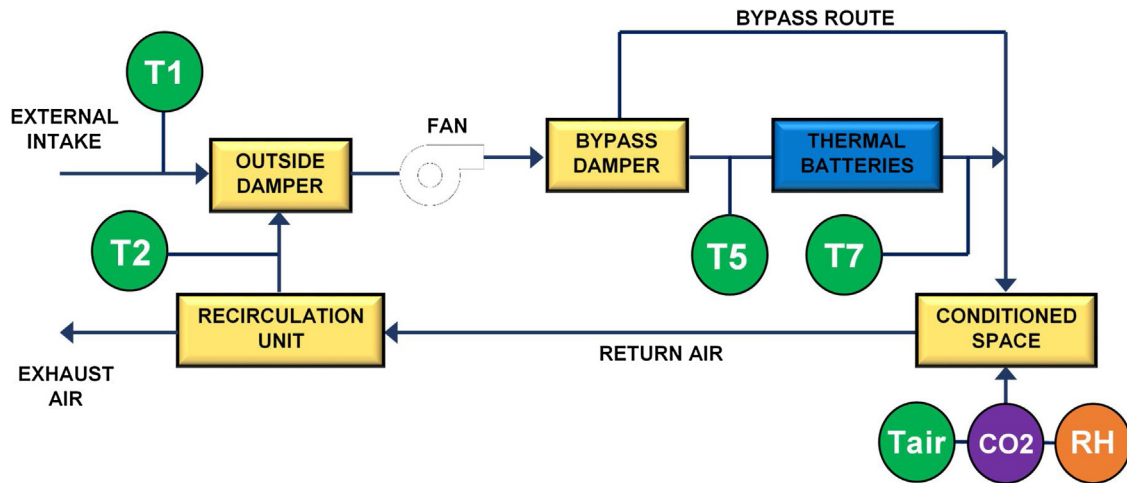 BYPASS ROUTE
T1
EXTERNAL
INTAKE
FAN
OUTSIDE
DAMPER
BYPASS
DAMPER
THERMAL
BATTERIES
T2
T5
T7
RECIRCULATION
UNIT
CONDITIONED
SPACE
RETURN AIR
EXHAUST
AIR
Tair
CO2
RH